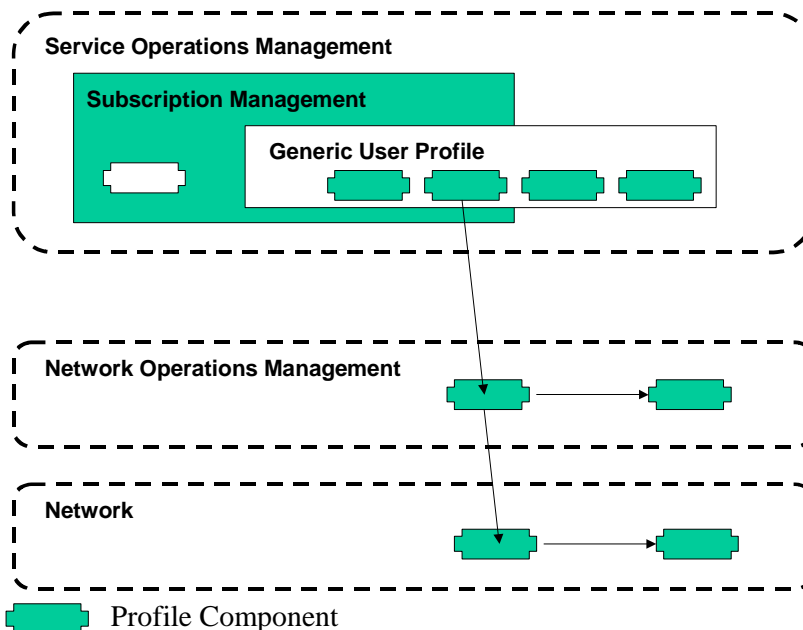 Service Operations Management
Subscription Management
Generic User Profile
Network Operations Management
Network
Profile Component